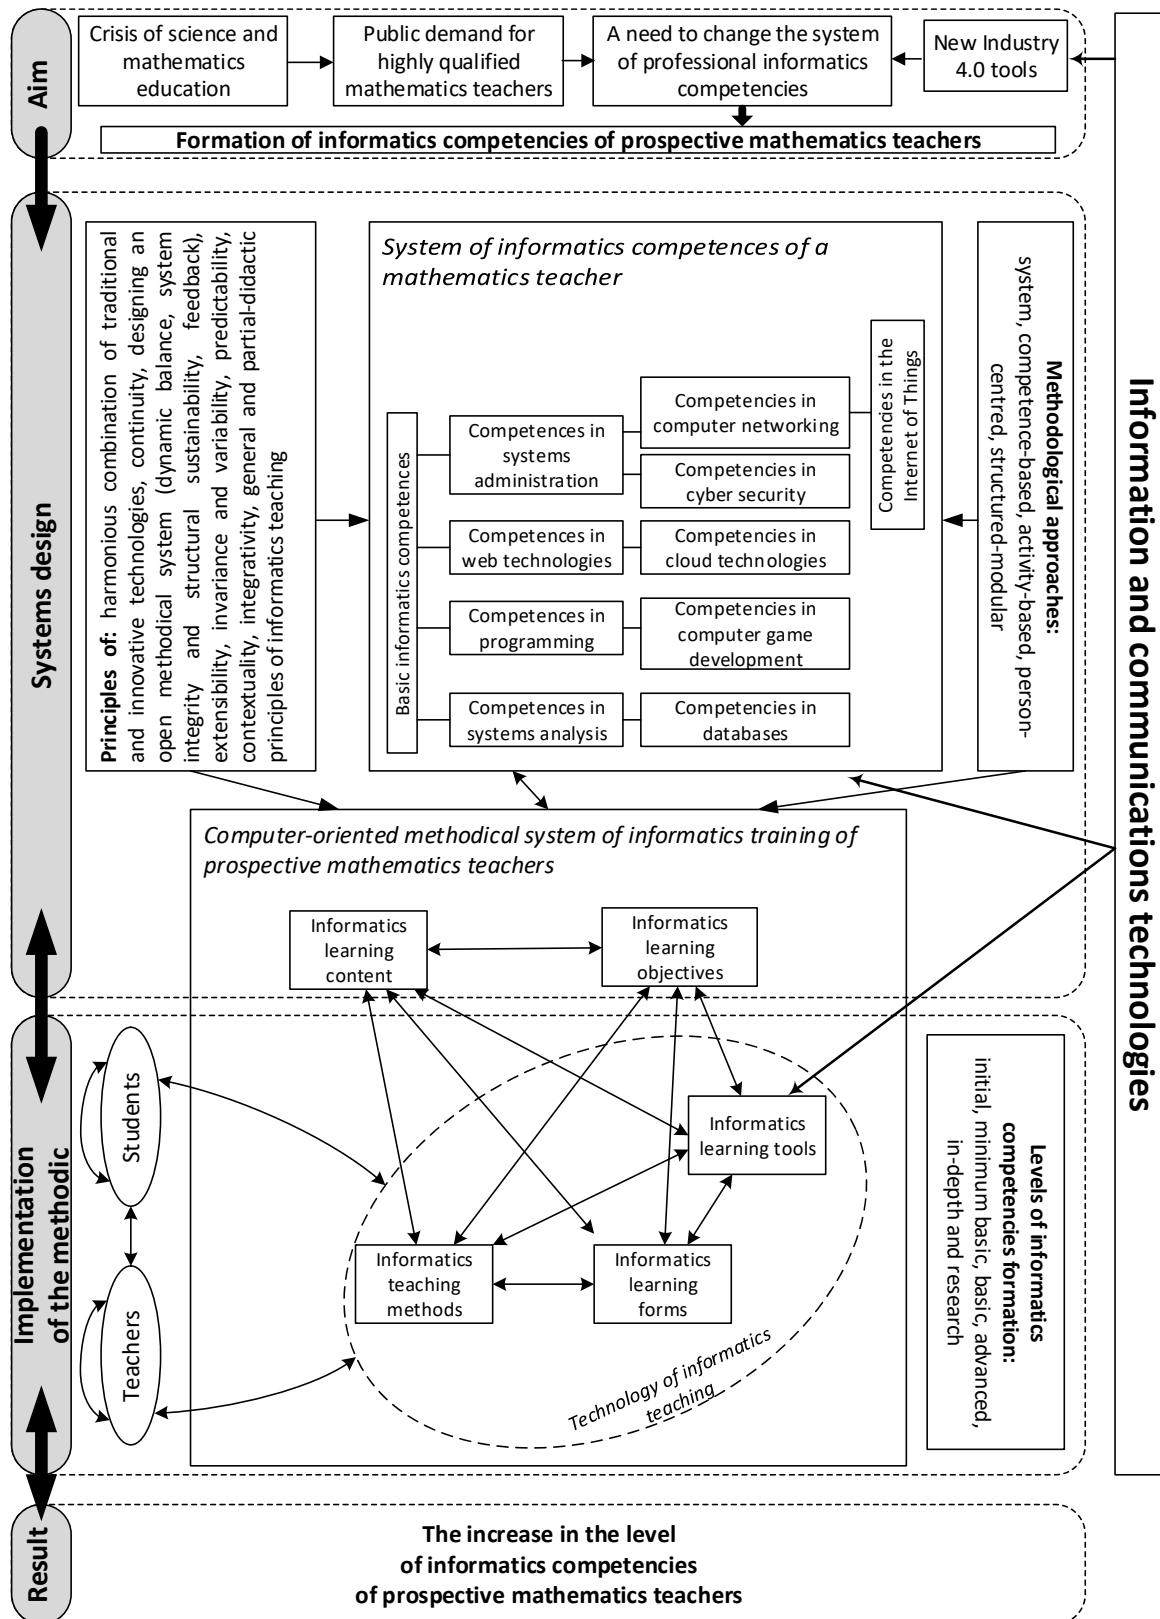 Aim
Crisis of science and
mathematics
education
Public demand for
highly qualified
mathematics teachers
A need to change the system
of professional informatics
competencies
New Industry
4.0 tools
Formation of informatics competencies of prospective mathematics teachers
Information and communications technologies
Systems design
Principles of: harmonious combination of traditional
and innovative technologies, continuity, designing an
open methodical system (dynamic balance, system
integrity and structural sustainability, feedback),
extensibility, invariance and variability, predictability,
contextuality, integrativity, general and partial-didactic
principles of informatics teaching
System of informatics competences of a
mathematics teacher
Basic informatics competences
Competences in
systems
administration
Competencies in
computer networking
Competencies in
cyber security
Competencies in the
Internet of Things
Competences in
web technologies
Competencies in
cloud technologies
Competences in
programming
Competencies in
computer game
development
Competences in
systems analysis
Competencies in
databases
Methodological approaches:
system, competence-based, activity-based, person-
centred, structured-modular
Computer-oriented methodical system of informatics training of
prospective mathematics teachers
Informatics
learning
content
Informatics
learning
objectives
Implementation
of the methodic
Students
Teachers
Informatics
learning tools
Informatics
teaching
methods
Informatics
learning
forms
Technology of informatics
teaching
Levels of informatics
competencies formation:
initial, minimum basic, basic, advanced,
in-depth and research
Result
The increase in the level
of informatics competencies
of prospective mathematics teachers